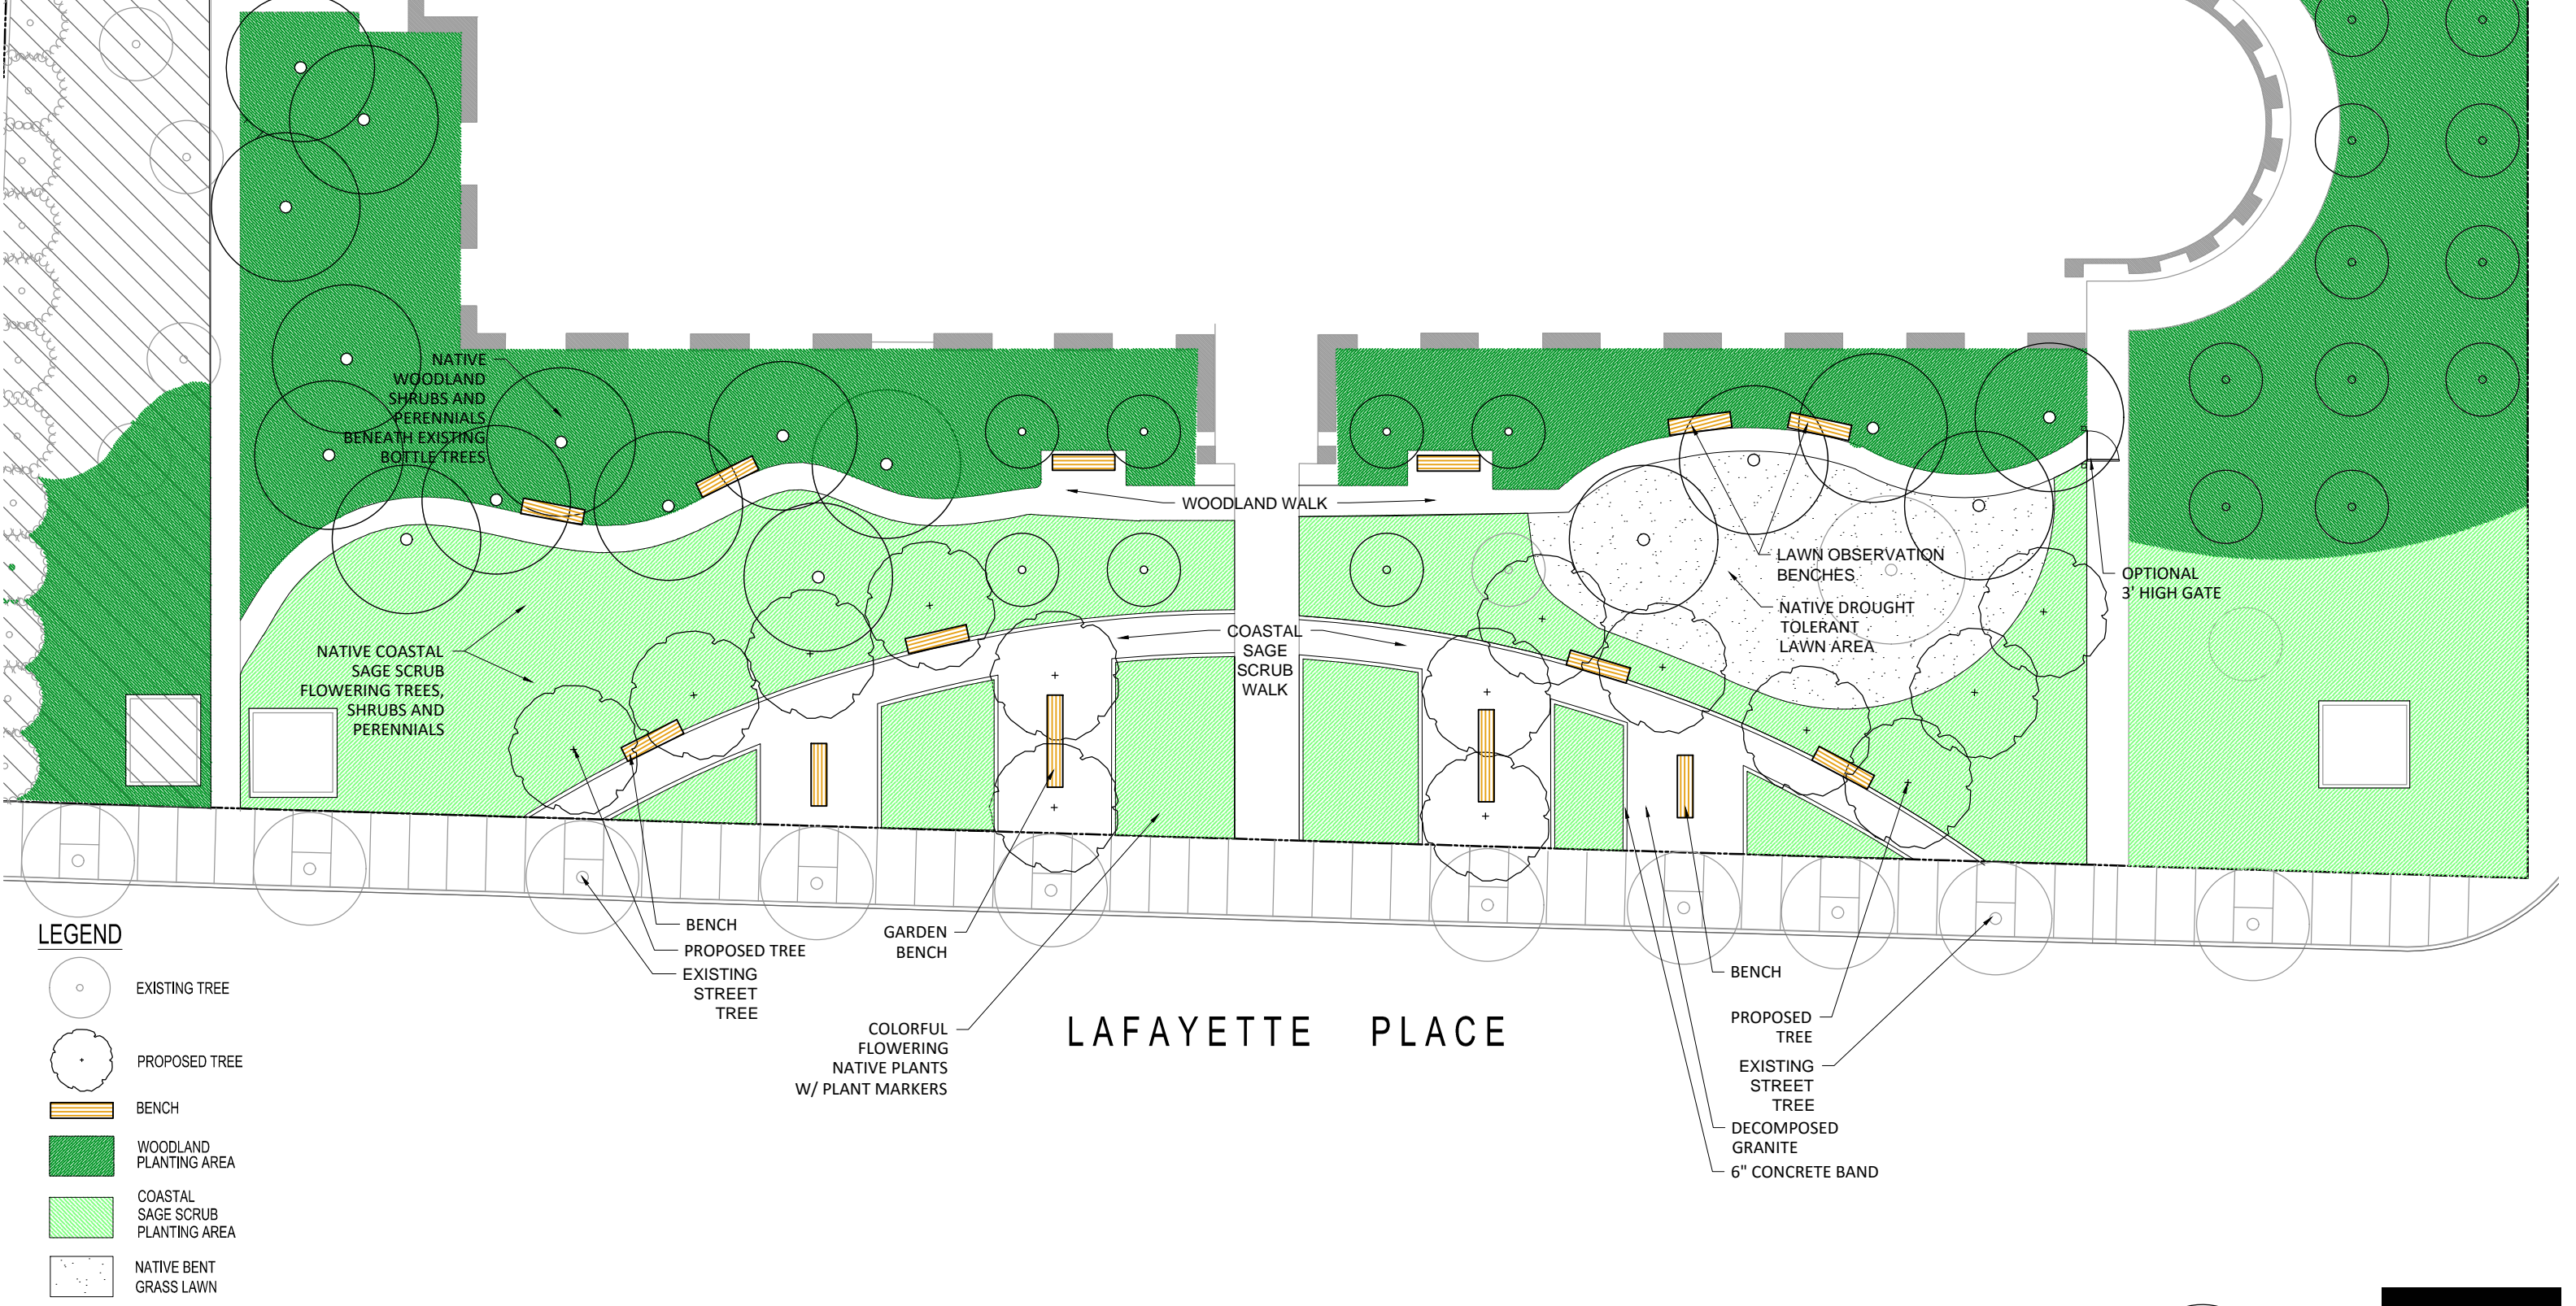 NATIVE
WOODLAND
SHRUBS AND
PERENNIALS
BENEATH EXISTING
BOTTLE TREES
WOODLAND WALK
LAWN OBSERVATION
BENCHES
OPTIONAL
3' HIGH GATE
NATIVE DROUGHT
TOLERANT
LAWN AREA
COASTAL
SAGE
SCRUB
WALK
NATIVE COASTAL
SAGE SCRUB
FLOWERING TREES,
SHRUBS AND
PERENNIALS
BENCH
PROPOSED TREE
EXISTING
STREET
TREE
GARDEN
BENCH
COLORFUL
FLOWERING
NATIVE PLANTS
W/ PLANT MARKERS
LAFAYETTE PLACE
BENCH
PROPOSED
TREE
EXISTING
STREET
TREE
DECOMPOSED
GRANITE
6" CONCRETE BAND
LEGEND
EXISTING TREE
PROPOSED TREE
BENCH
WOODLAND
PLANTING AREA
COASTAL
SAGE SCRUB
PLANTING AREA
NATIVE BENT
GRASS LAWN